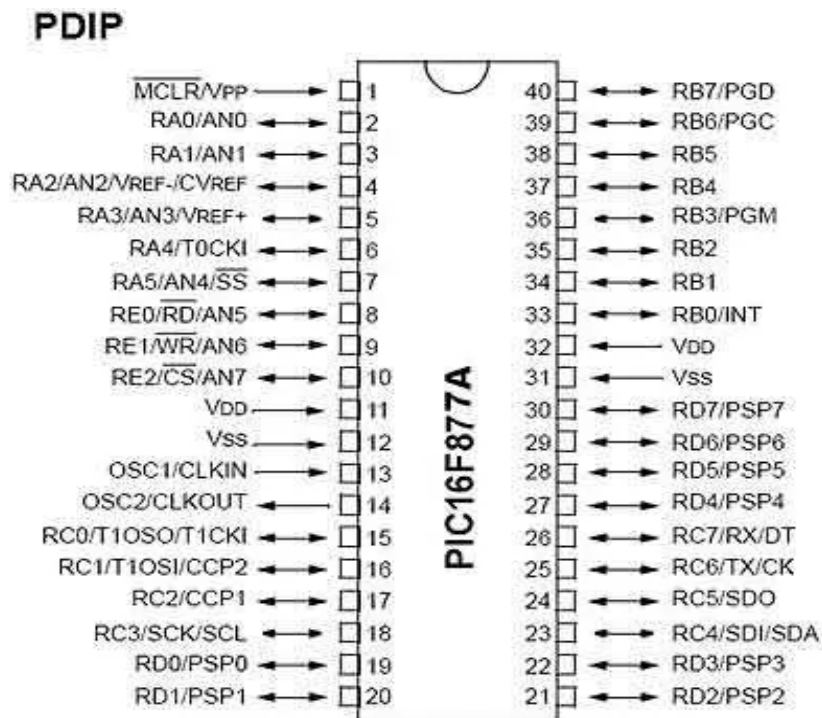 PDIP
MCLR/VPP 1 40 RB7/PGD
RA0/AN0 2 39 RB6/PGC
RA1/AN1 3 38 RB5
RA2/AN2/VREF-/CVREF 4 37 RB4
RA3/AN3/VREF+ 5 36 RB3/PGM
RA4/T0CKI 6 35 RB2
RA5/AN4/SS 7 34 RB1
RE0/RD/AN5 8 33 RB0/INT
RE1/WR/AN6 9 32 VDD
RE2/CS/AN7 10 31 VSS
VDD 11 30 RD7/PSP7
VSS 12 29 RD6/PSP6
OSC1/CLKIN 13 28 RD5/PSP5
OSC2/CLKOUT 14 27 RD4/PSP4
RC0/T1OSO/T1CKI 15 26 RC7/RX/DT
RC1/T1OSI/CCP2 16 25 RC6/TX/CK
RC2/CCP1 17 24 RC5/SDO
RC3/SCK/SCL 18 23 RC4/SDI/SDA
RD0/PSP0 19 22 RD3/PSP3
RD1/PSP1 20 21 RD2/PSP2
PIC16F877A